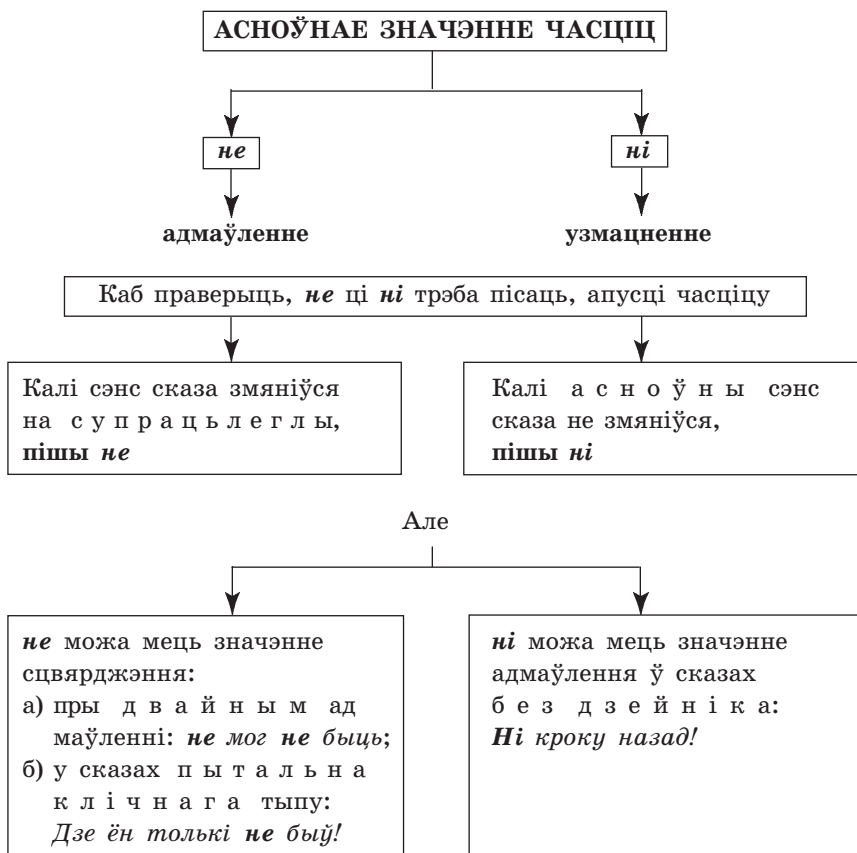 АСНОЎНАЕ ЗНАЧЭННЕ ЧАСЦІЦ
не
ні
адмаўленне
узмацненне
Каб праверыць, не ці ні трэба пісаць, апусці часціцу
Калі сэнс сказа змяніўся
на супрацьлеглы,
пішы не
Калі асноўны сэнс
сказа не змяніўся,
пішы ні
Але
не можа мець значэнне
сцвярджэння:
а) пры двайным ад
маўленні: не мог не быць;
б) у сказах пытальна
клічнага тыпу:
Дзе ён толькі не быў!
ні можа мець значэнне
адмаўлення ў сказах
без дзейніка:
Ні кроку назад!